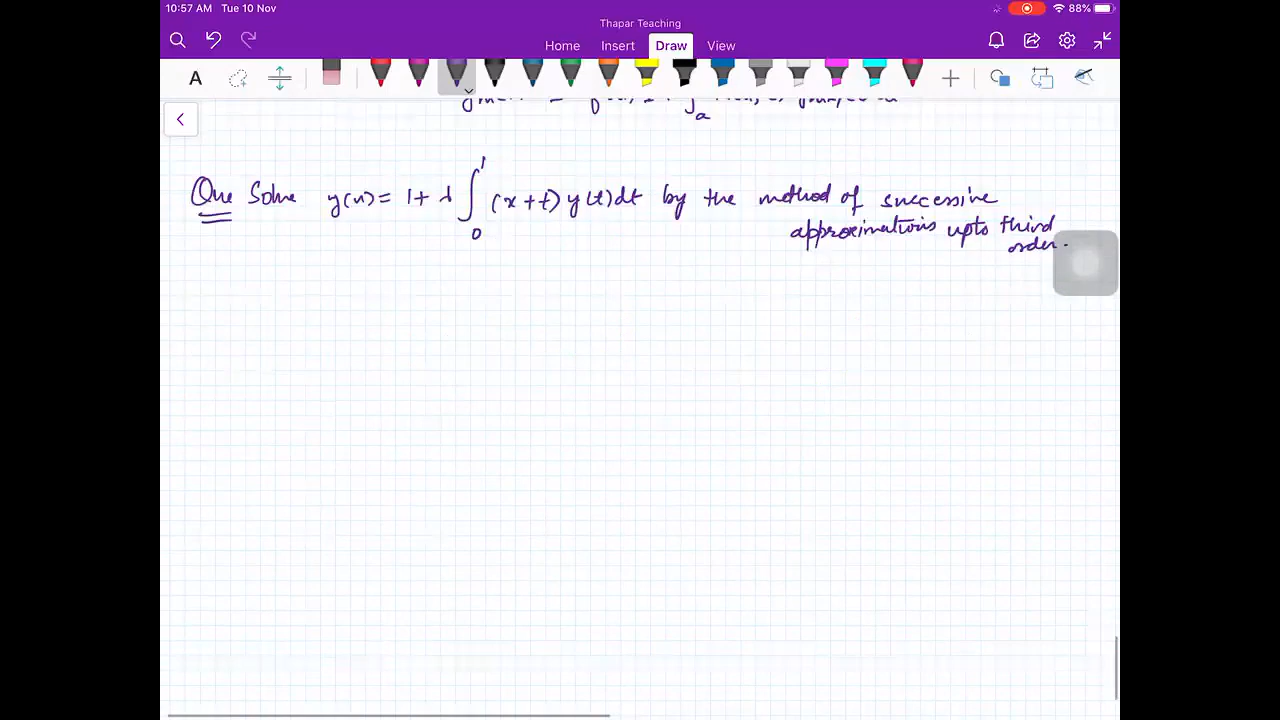 10:57 AM Tue 10 Nov
88%
Thapar Teaching
Home Insert Draw View
A
Que Solve y(x) = 1 + λ ∫₀¹ (x + t) y(t) dt by the method of successive
approximations upto third
order.